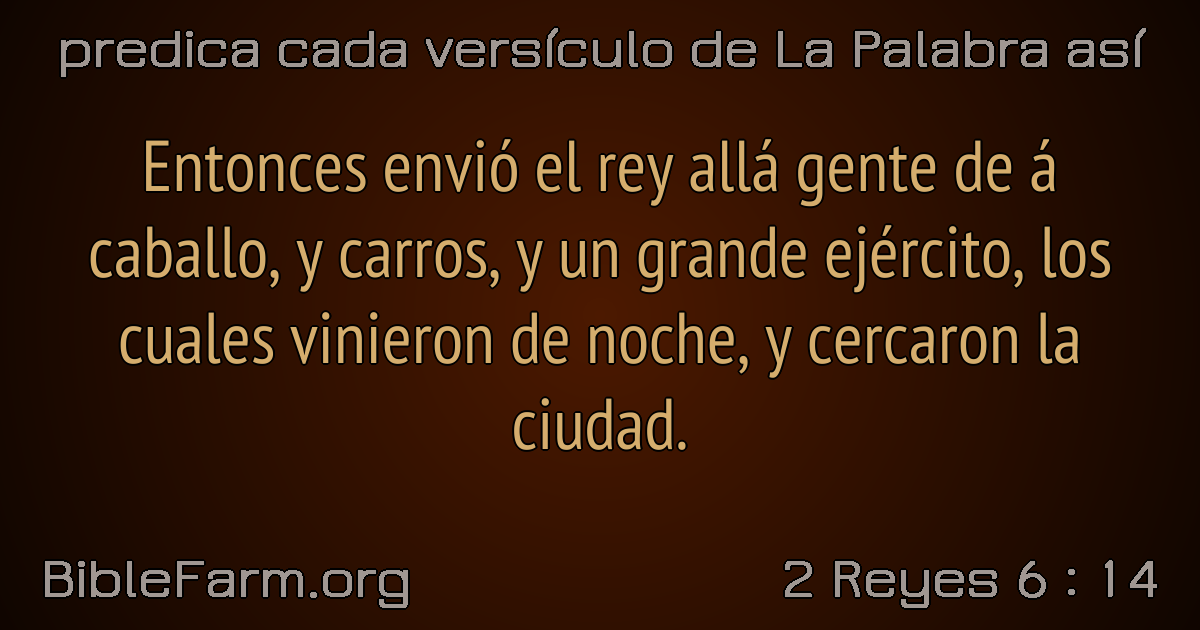 predica cada versículo de La Palabra así
Entonces envió el rey allá gente de á
caballo, y carros, y un grande ejército, los
cuales vinieron de noche, y cercaron la
ciudad.
BibleFarm.org
2 Reyes 6 : 14